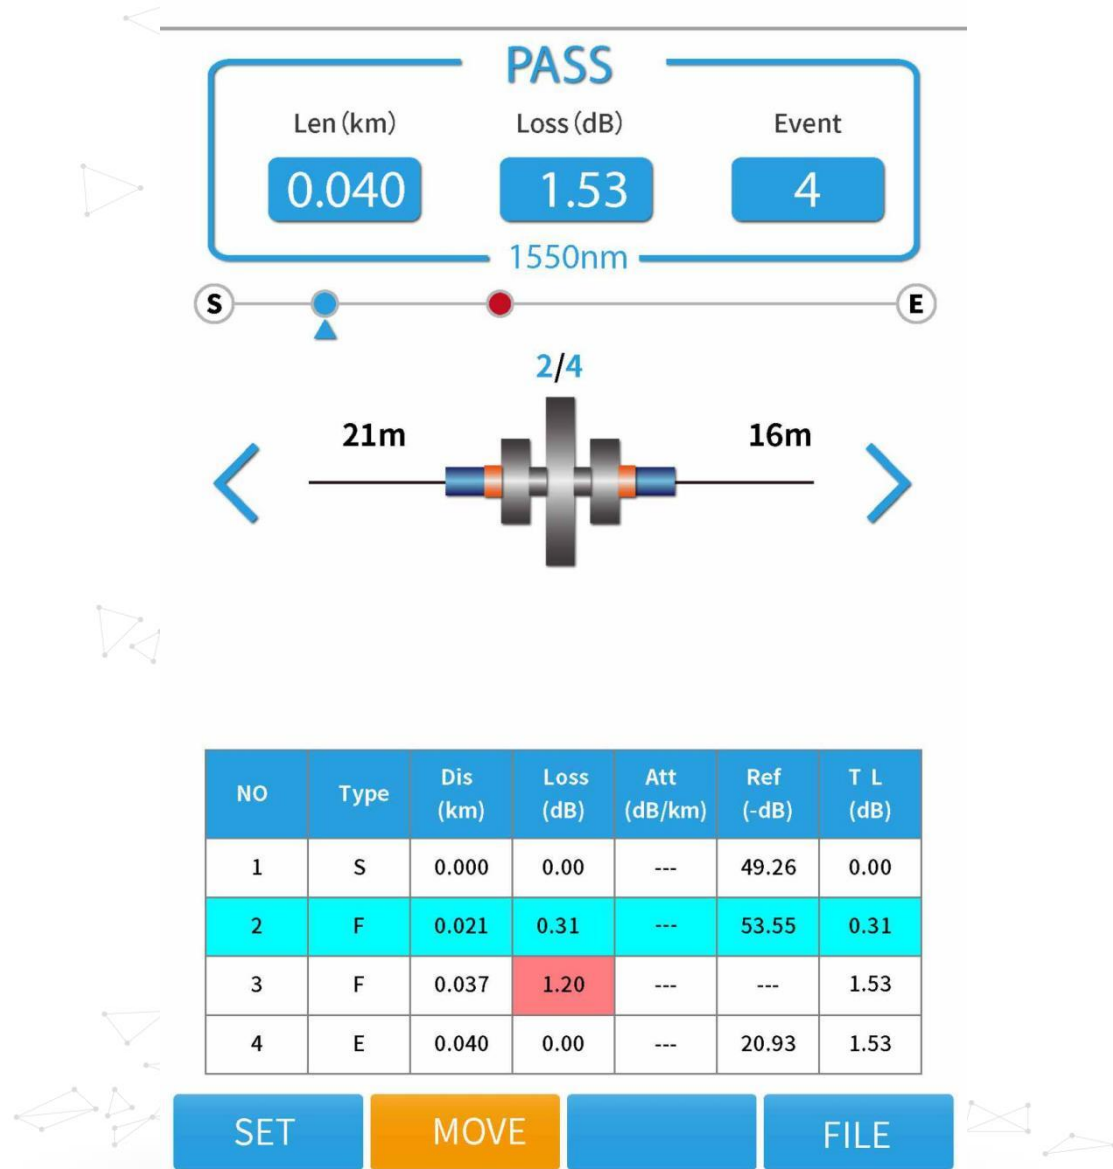 PASS
Len(km) Loss(dB) Event
0.040 1.53 4
1550nm
S E
2/4
21m 16m
NO Type Dis (km) Loss (dB) Att (dB/km) Ref (-dB) T L (dB)
1 S 0.000 0.00 --- 49.26 0.00
2 F 0.021 0.31 --- 53.55 0.31
3 F 0.037 1.20 --- --- 1.53
4 E 0.040 0.00 --- 20.93 1.53
SET MOVE FILE